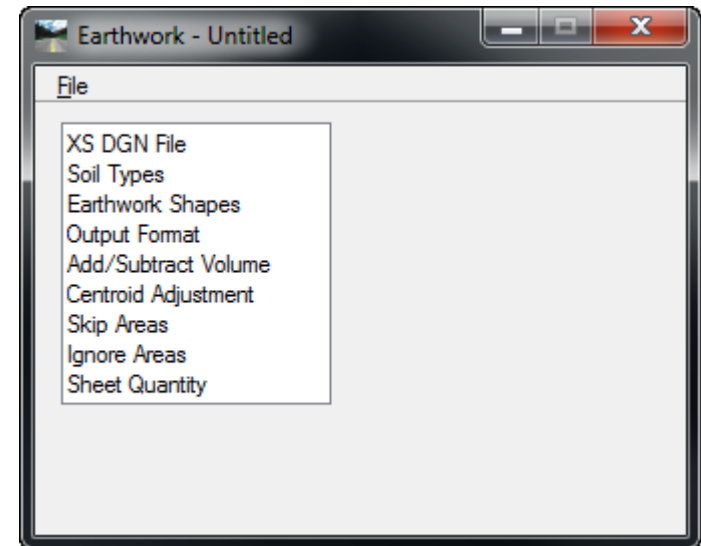 Earthwork - Untitled
File
XS DGN File
Soil Types
Earthwork Shapes
Output Format
Add/Subtract Volume
Centroid Adjustment
Skip Areas
Ignore Areas
Sheet Quantity